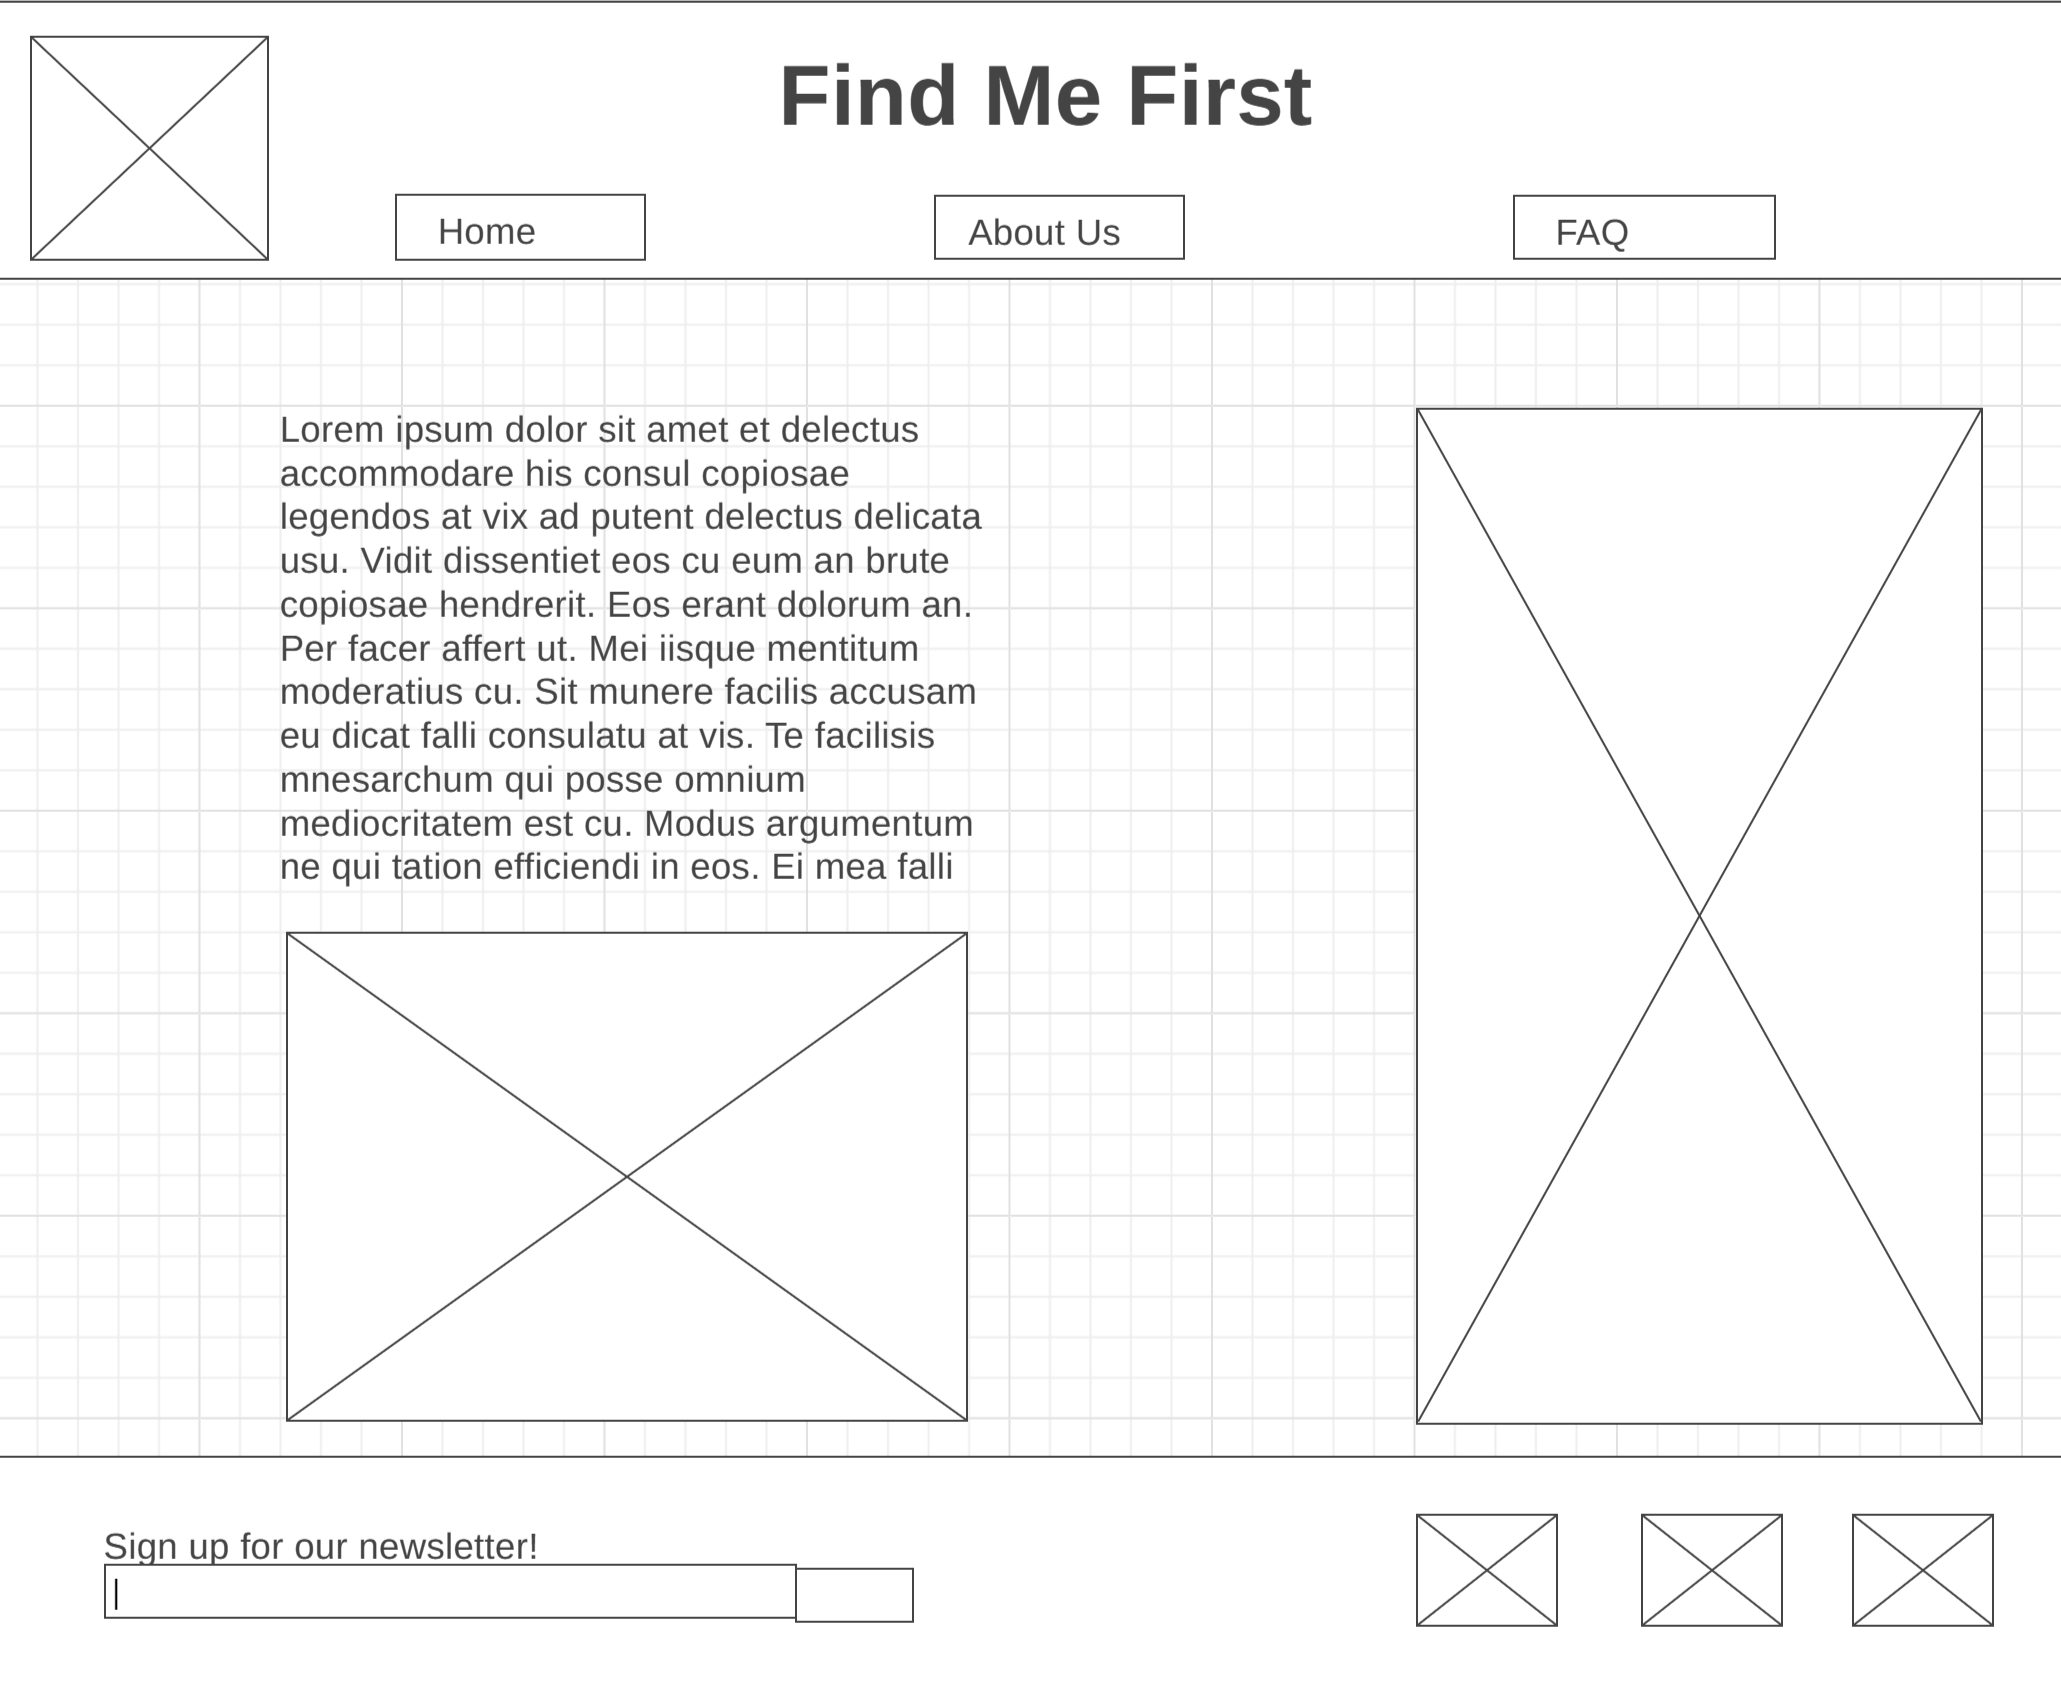 Find Me First
Home
About Us
FAQ
Lorem ipsum dolor sit amet et delectus
accommodare his consul copiosae
legendos at vix ad putent delectus delicata
usu. Vidit dissentiet eos cu eum an brute
copiosae hendrerit. Eos erant dolorum an.
Per facer affert ut. Mei iisque mentitum
moderatius cu. Sit munere facilis accusam
eu dicat falli consulatu at vis. Te facilisis
mnesarchum qui posse omnium
mediocritatem est cu. Modus argumentum
ne qui tation efficiendi in eos. Ei mea falli
Sign up for our newsletter!